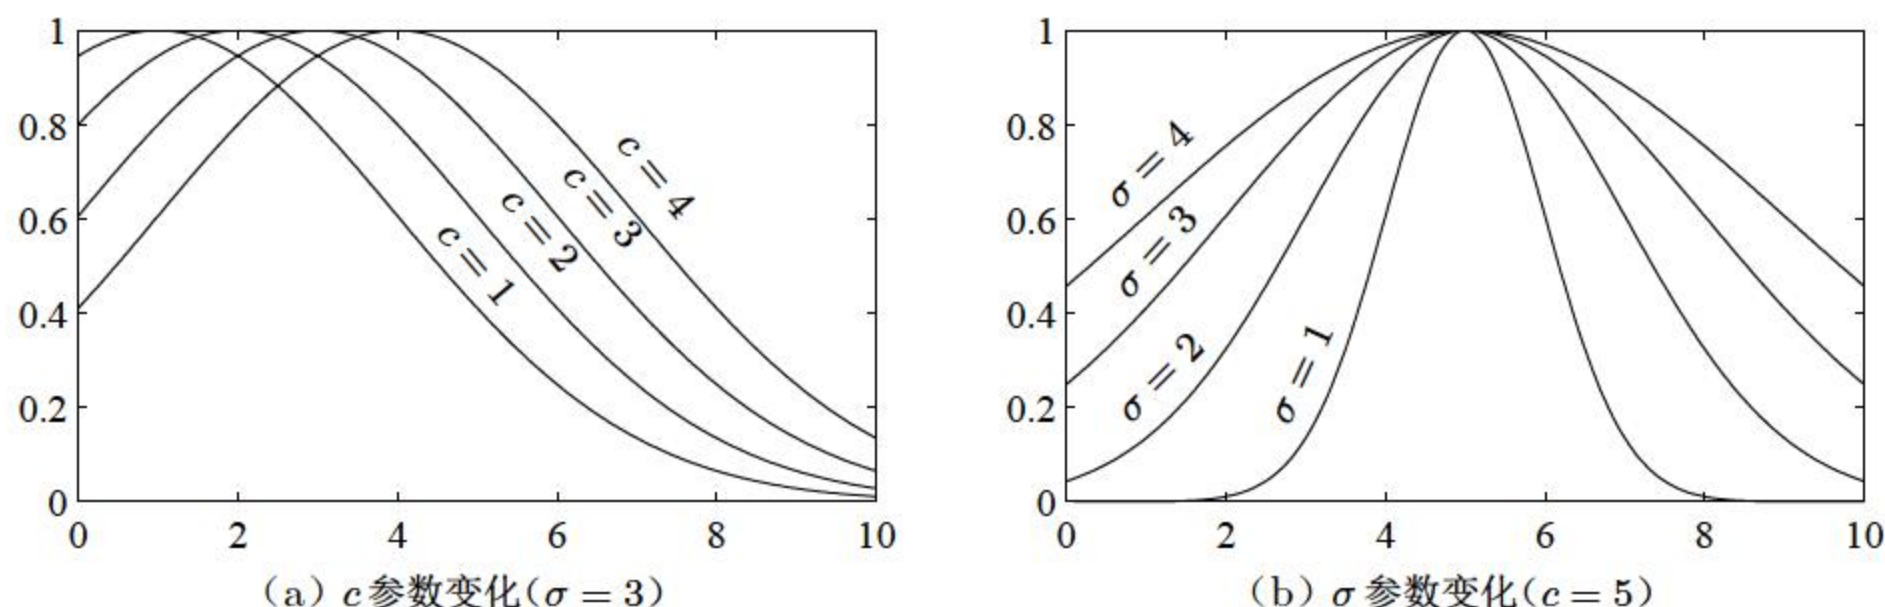 1
0.8
0.6
0.4
0.2
0
0 2 4 6 8 10
c = 1
c = 2
c = 3
c = 4
(a) c 参数变化(σ = 3)
1
0.8
0.6
0.4
0.2
0
0 2 4 6 8 10
σ = 4
σ = 3
σ = 2
σ = 1
(b) σ 参数变化(c = 5)